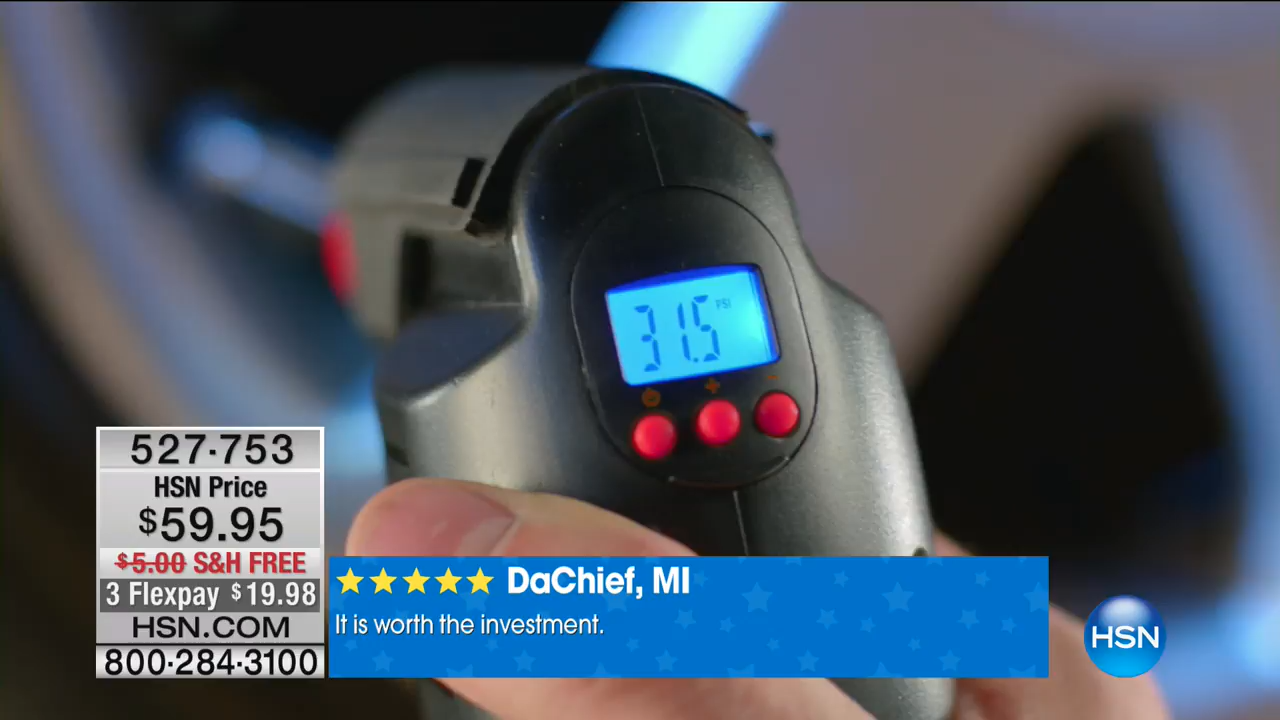 31.5 PSI
+
-
527-753
HSN Price
$59.95
$5.00 S&H FREE
3 Flexpay $19.98
HSN.COM
800-284-3100
★★★★★ DaChief, MI
It is worth the investment.
HSN